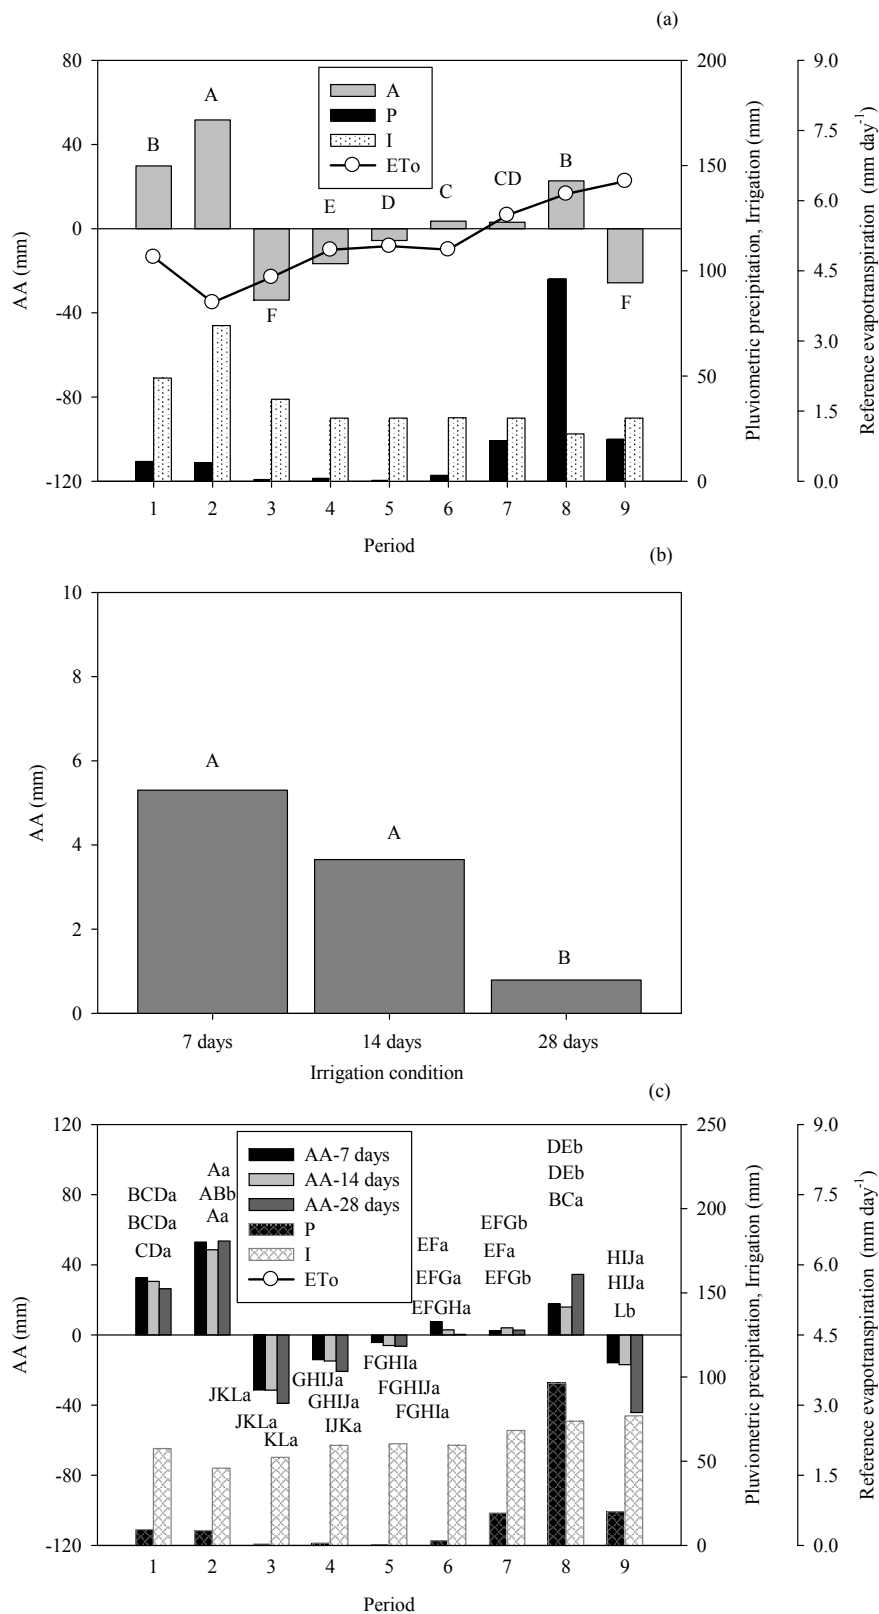 (a)
80
40
0
-40
-80
-120
AA (mm)
A
P
I
ETo
B
A
F
E
D
C
CD
B
F
1 2 3 4 5 6 7 8 9
Period
200
150
100
50
0
Pluviometric precipitation, Irrigation (mm)
9.0
7.5
6.0
4.5
3.0
1.5
0.0
Reference evapotranspiration (mm day-1)
(b)
10
8
6
4
2
0
AA (mm)
A
A
B
7 days 14 days 28 days
Irrigation condition
(c)
120
80
40
0
-40
-80
-120
AA (mm)
AA-7 days
AA-14 days
AA-28 days
P
I
ETo
BCDa
BCDa
CDa
Aa
ABb
Aa
JKLa
JKLa
KLa
GHIJa
GHIJa
IJKa
FGHIa
FGHIJa
FGHIa
EFa
EFGa
EFGHa
EFGb
EFa
EFGb
DEb
DEb
BCa
HIJa
HIJa
Lb
1 2 3 4 5 6 7 8 9
Period
250
200
150
100
50
0
Pluviometric precipitation, Irrigation (mm)
9.0
7.5
6.0
4.5
3.0
1.5
0.0
Reference evapotranspiration (mm day-1)